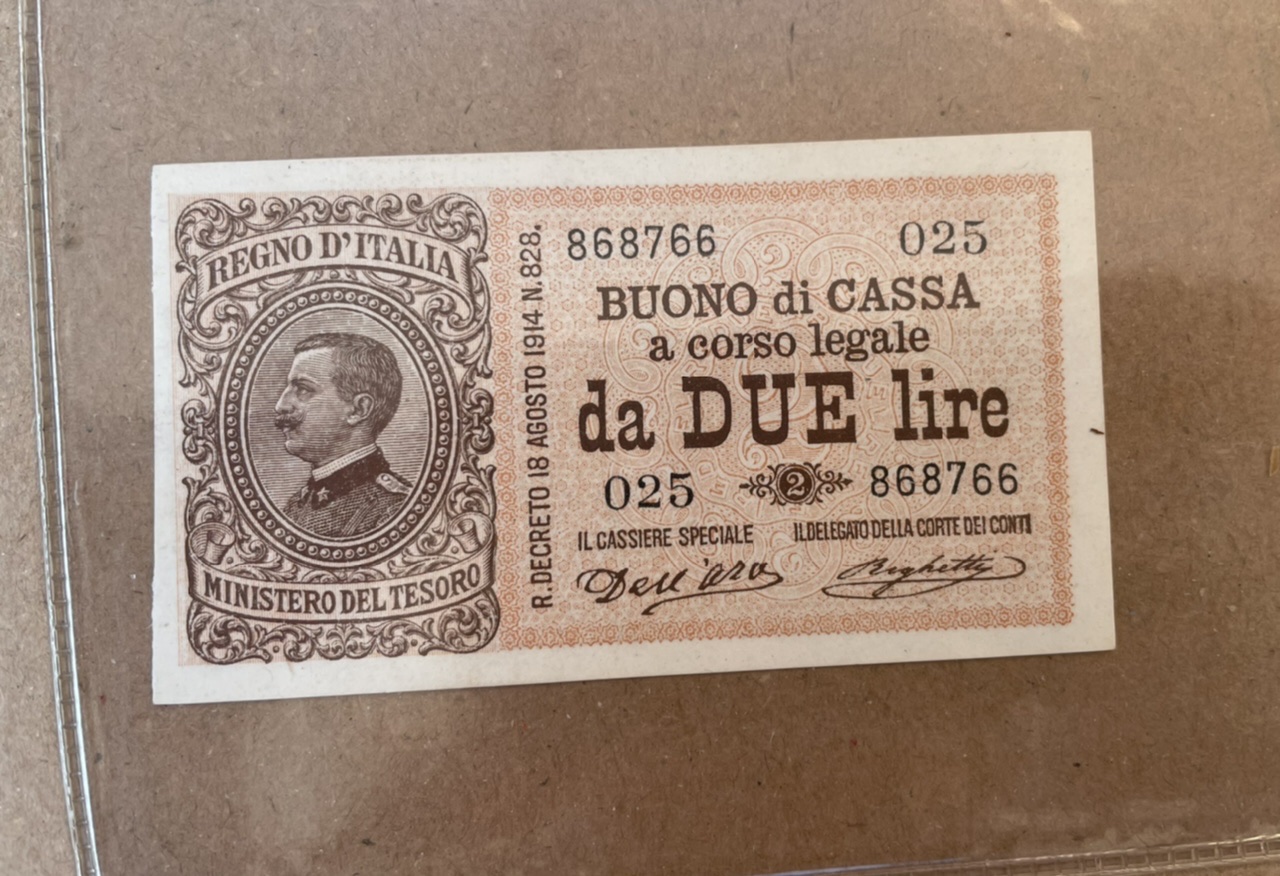 REGNO D'ITALIA
MINISTERO DEL TESORO
R. DECRETO 18 AGOSTO 1914 N. 828.
868766 025
BUONO di CASSA
a corso legale
da DUE lire
025 2 868766
IL CASSIERE SPECIALE IL DELEGATO DELLA CORTE DEI CONTI
Dell'Ara Righetti